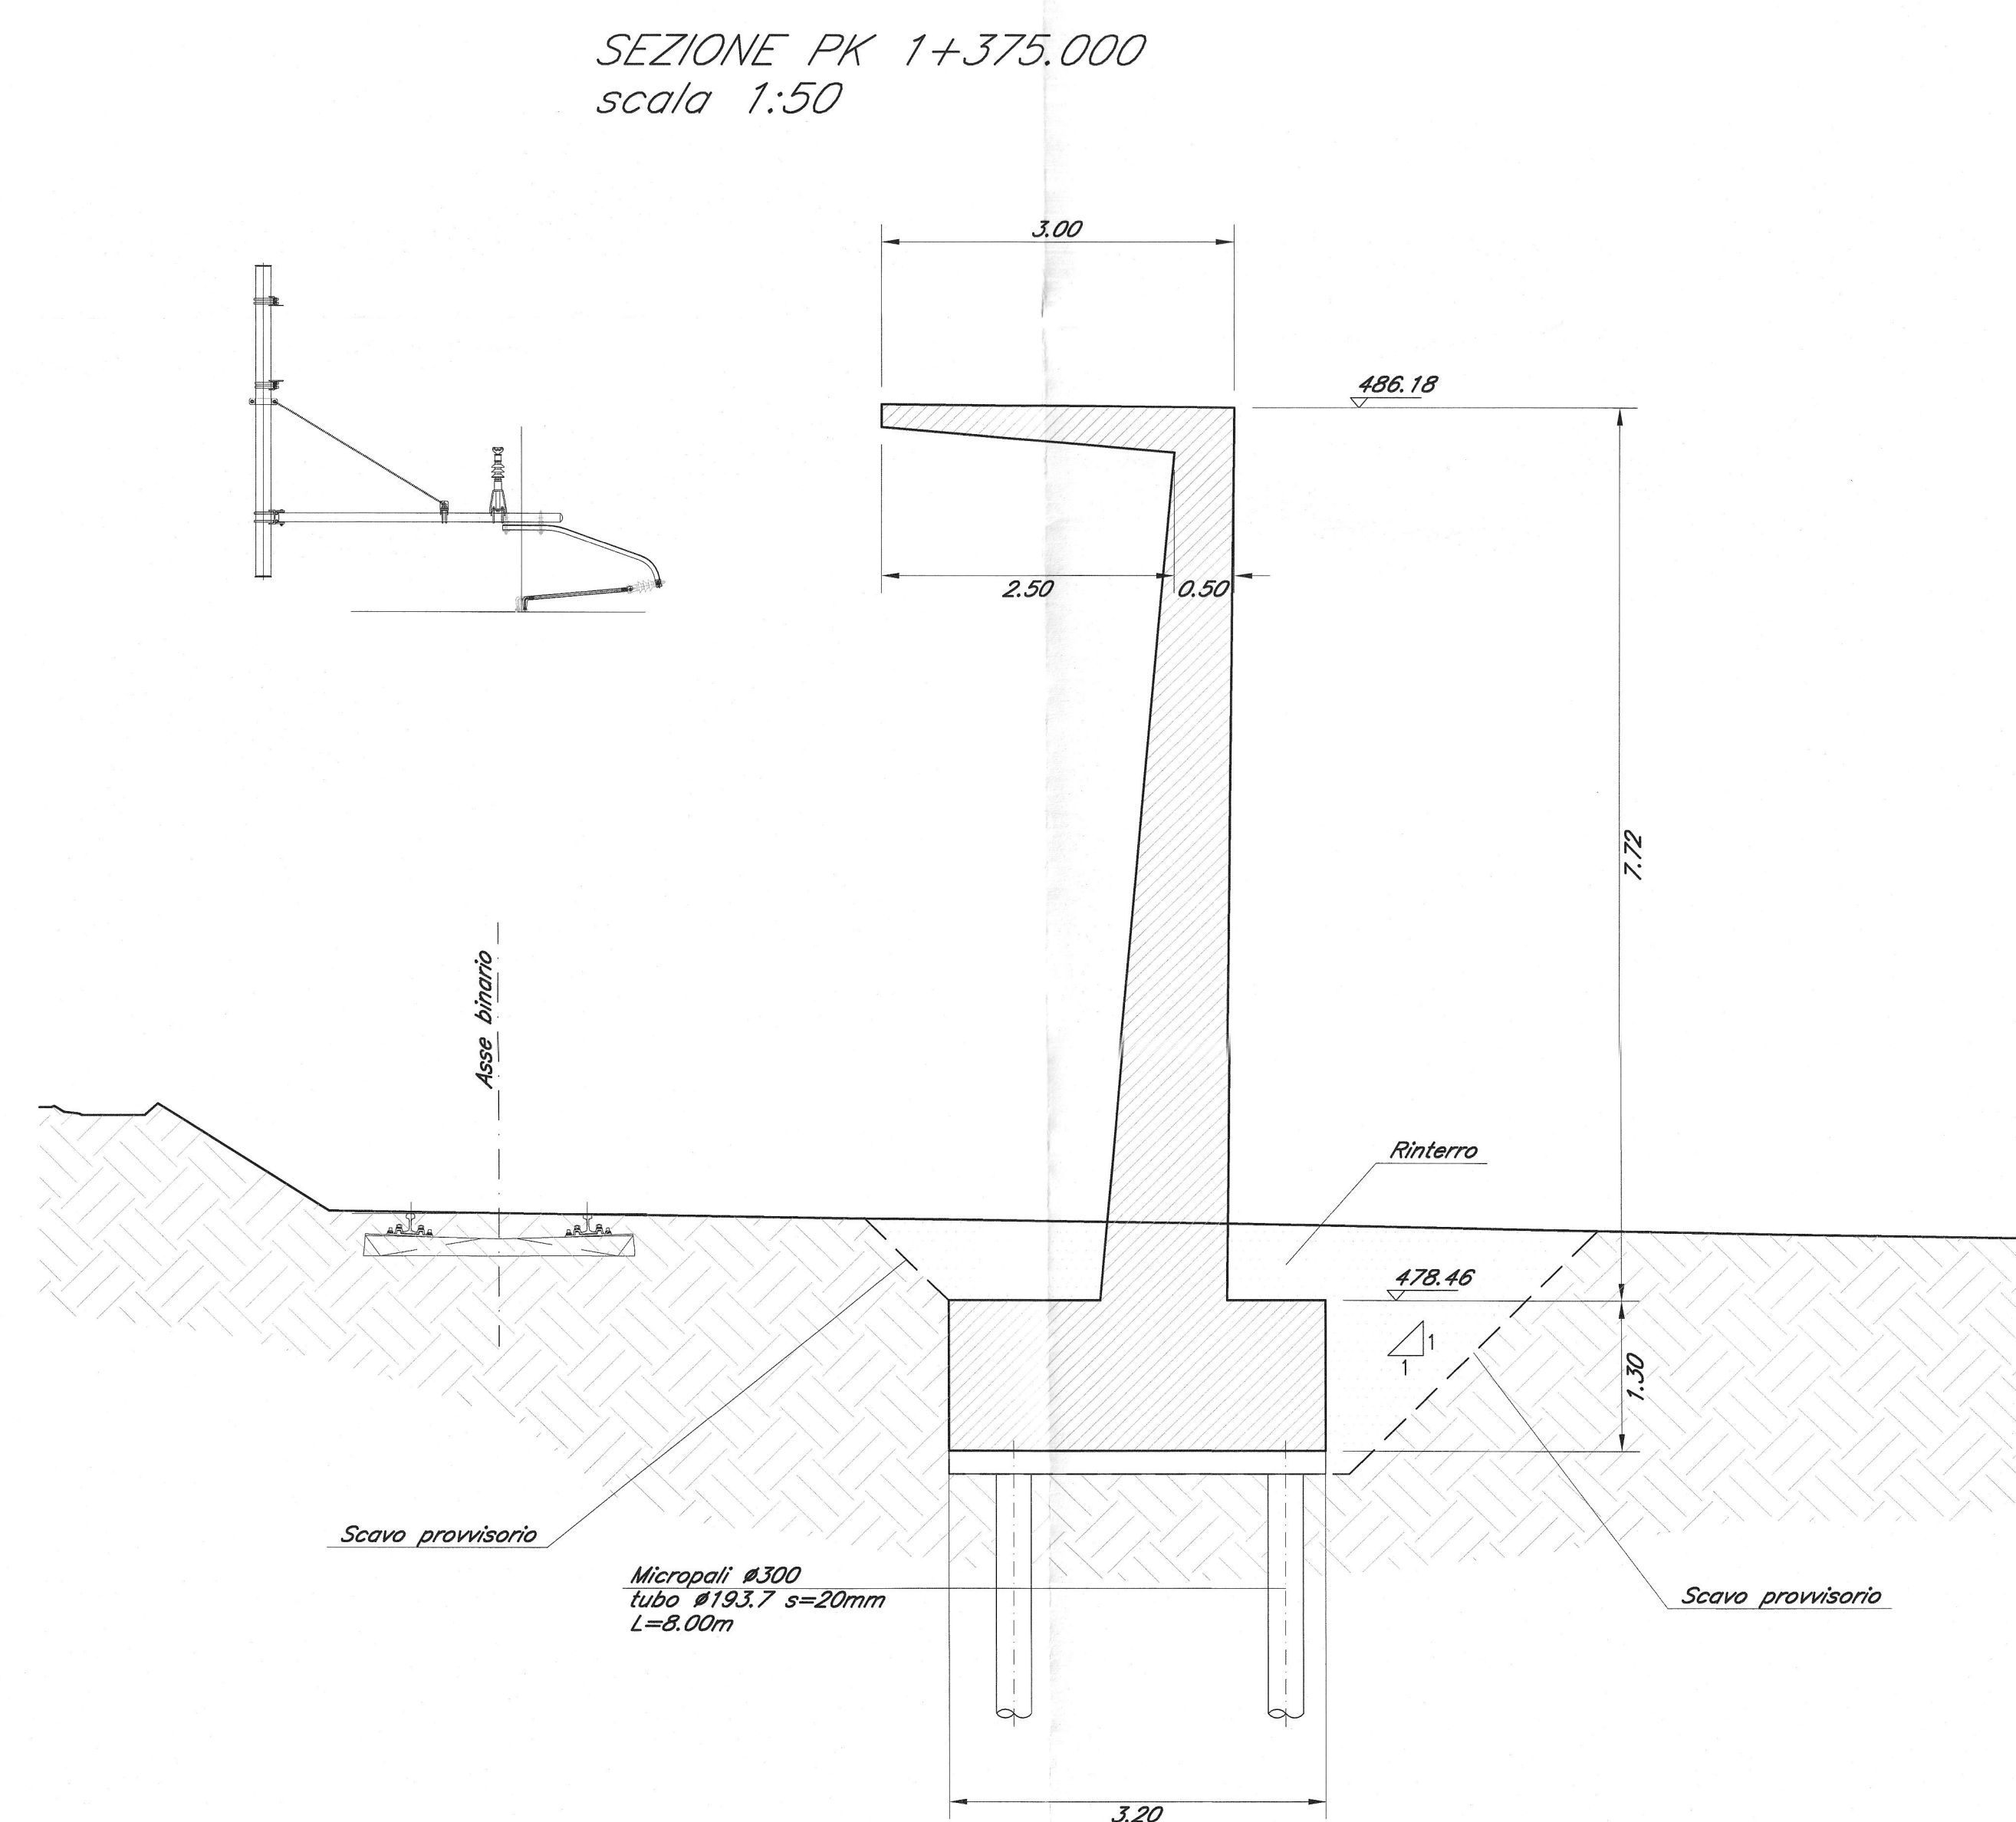 SEZIONE PK 1+375.000
scala 1:50
3.00
486.18
2.50
0.50
7.72
Asse binario
Rinterro
478.46
1
1
1.30
Scavo provvisorio
Micropali ø300
tubo ø193.7 s=20mm
L=8.00m
Scavo provvisorio
3.20